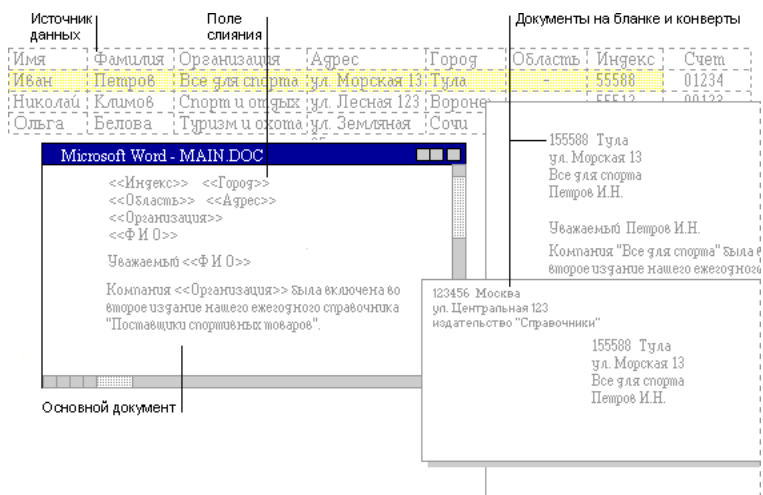 Источник данных
Поле слияния
Документы на бланке и конверты
Имя Фамилия Организация Адрес Город Область Индекс Счет
Иван Петров Все для спорта ул. Морская 13 Тула - 55588 01234
Николай Климов Спорт и отдых ул. Лесная 123 Вороне
Ольга Белова Туризм и охота ул. Земляная Сочи
Microsoft Word - MAIN.DOC
<<Индекс>> <<Город>>
<<Область>> <<Адрес>>
<<Организация>>
<<Ф И О>>
Уважаемый <<Ф И О>>
Компания <<Организация>> была включена во
второе издание нашего ежегодного справочника
"Поставщики спортивных товаров".
Основной документ
155588 Тула
ул. Морская 13
Все для спорта
Петров И.Н.
Уважаемый Петров И.Н.
Компания "Все для спорта" была
второе издание нашего ежегодного
123456 Москва
ул. Центральная 123
издательство "Справочники"
155588 Тула
ул. Морская 13
Все для спорта
Петров И.Н.